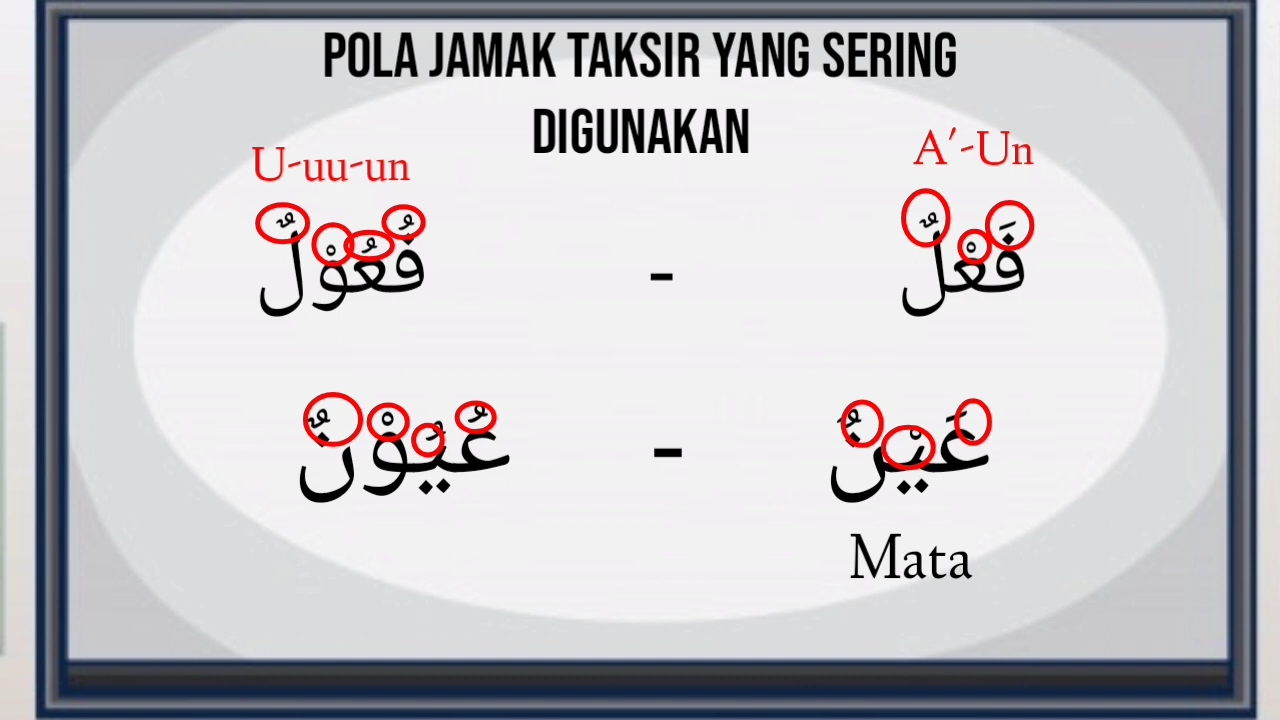 POLA JAMAK TAKSIR YANG SERING
DIGUNAKAN
A′-Un
U-uu-un
فَعْلٌ - فُعُوْلٌ
عَيْنٌ - عُيُوْنٌ
Mata